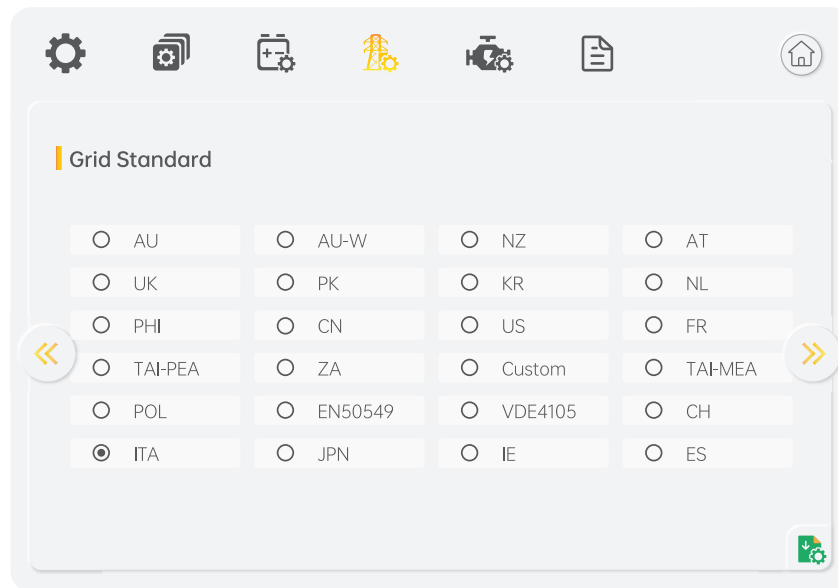 Grid Standard
AU AU-W NZ AT
UK PK KR NL
PHI CN US FR
TAI-PEA ZA Custom TAI-MEA
POL EN50549 VDE4105 CH
ITA JPN IE ES